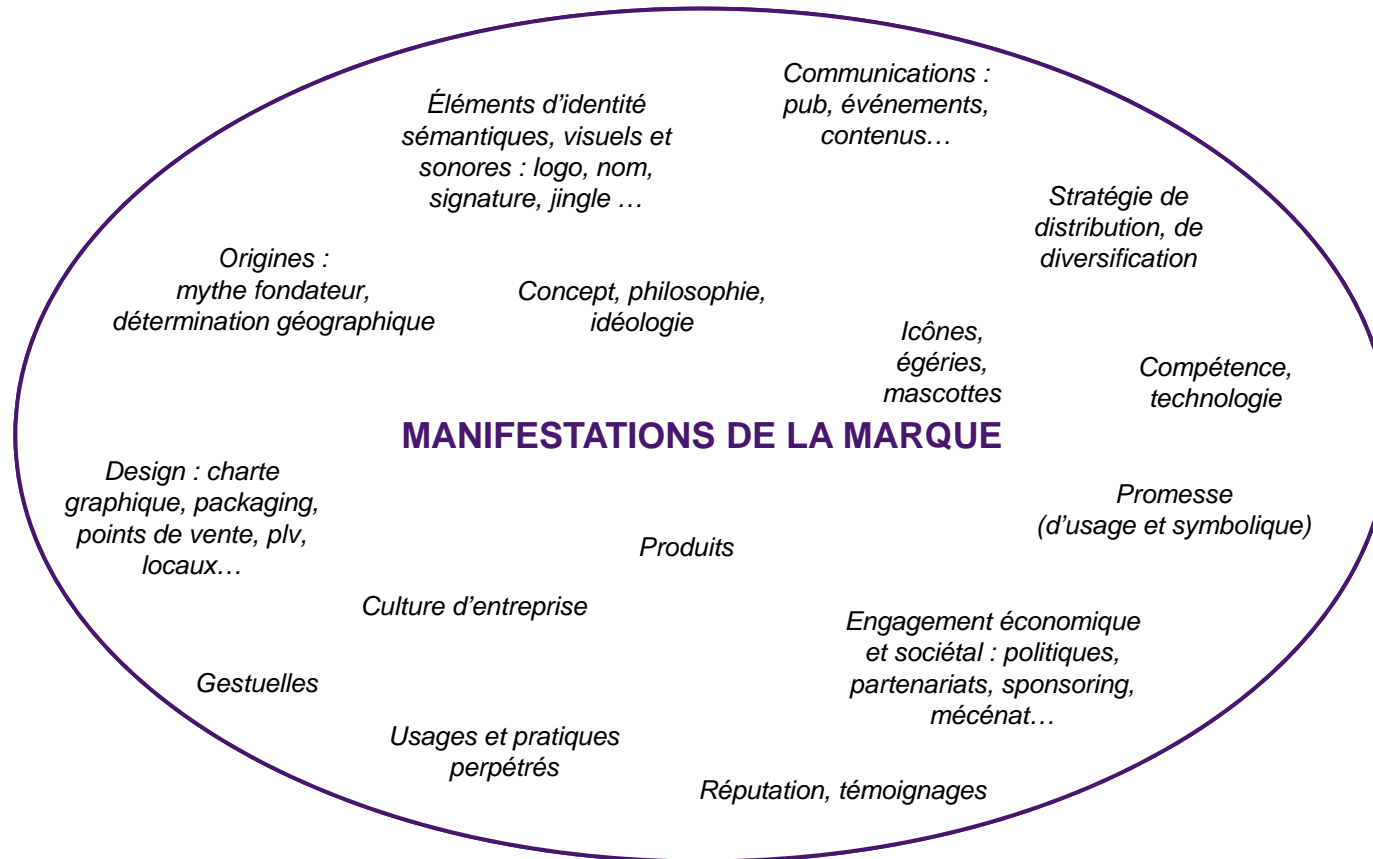 Communications :
pub, événements,
contenus…
Éléments d’identité
sémantiques, visuels et
sonores : logo, nom,
signature, jingle …
Stratégie de
distribution, de
diversification
Origines :
mythe fondateur,
détermination géographique
Concept, philosophie,
idéologie
Icônes,
égéries,
mascottes
Compétence,
technologie
MANIFESTATIONS DE LA MARQUE
Design : charte
graphique, packaging,
points de vente, plv,
locaux…
Promesse
(d’usage et symbolique)
Produits
Culture d’entreprise
Engagement économique
et sociétal : politiques,
partenariats, sponsoring,
mécénat…
Gestuelles
Usages et pratiques
perpétrés
Réputation, témoignages